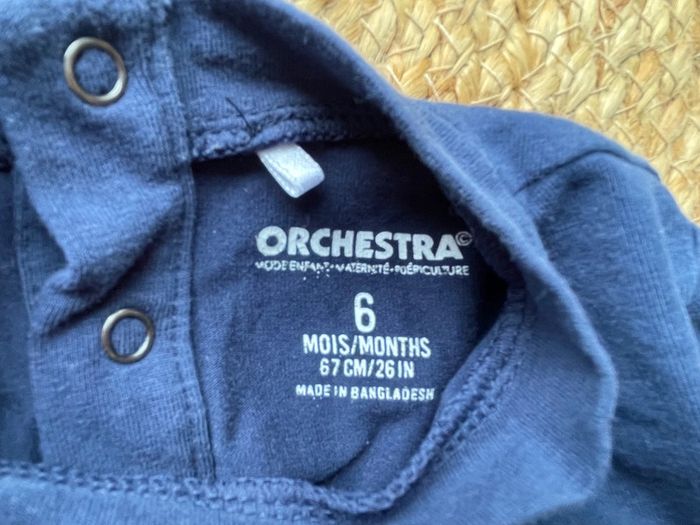 ORCHESTRA©
MODE ENFANT•MATERNITÉ•PUÉRICULTURE
6
MOIS/MONTHS
67 CM/26 IN
MADE IN BANGLADESH